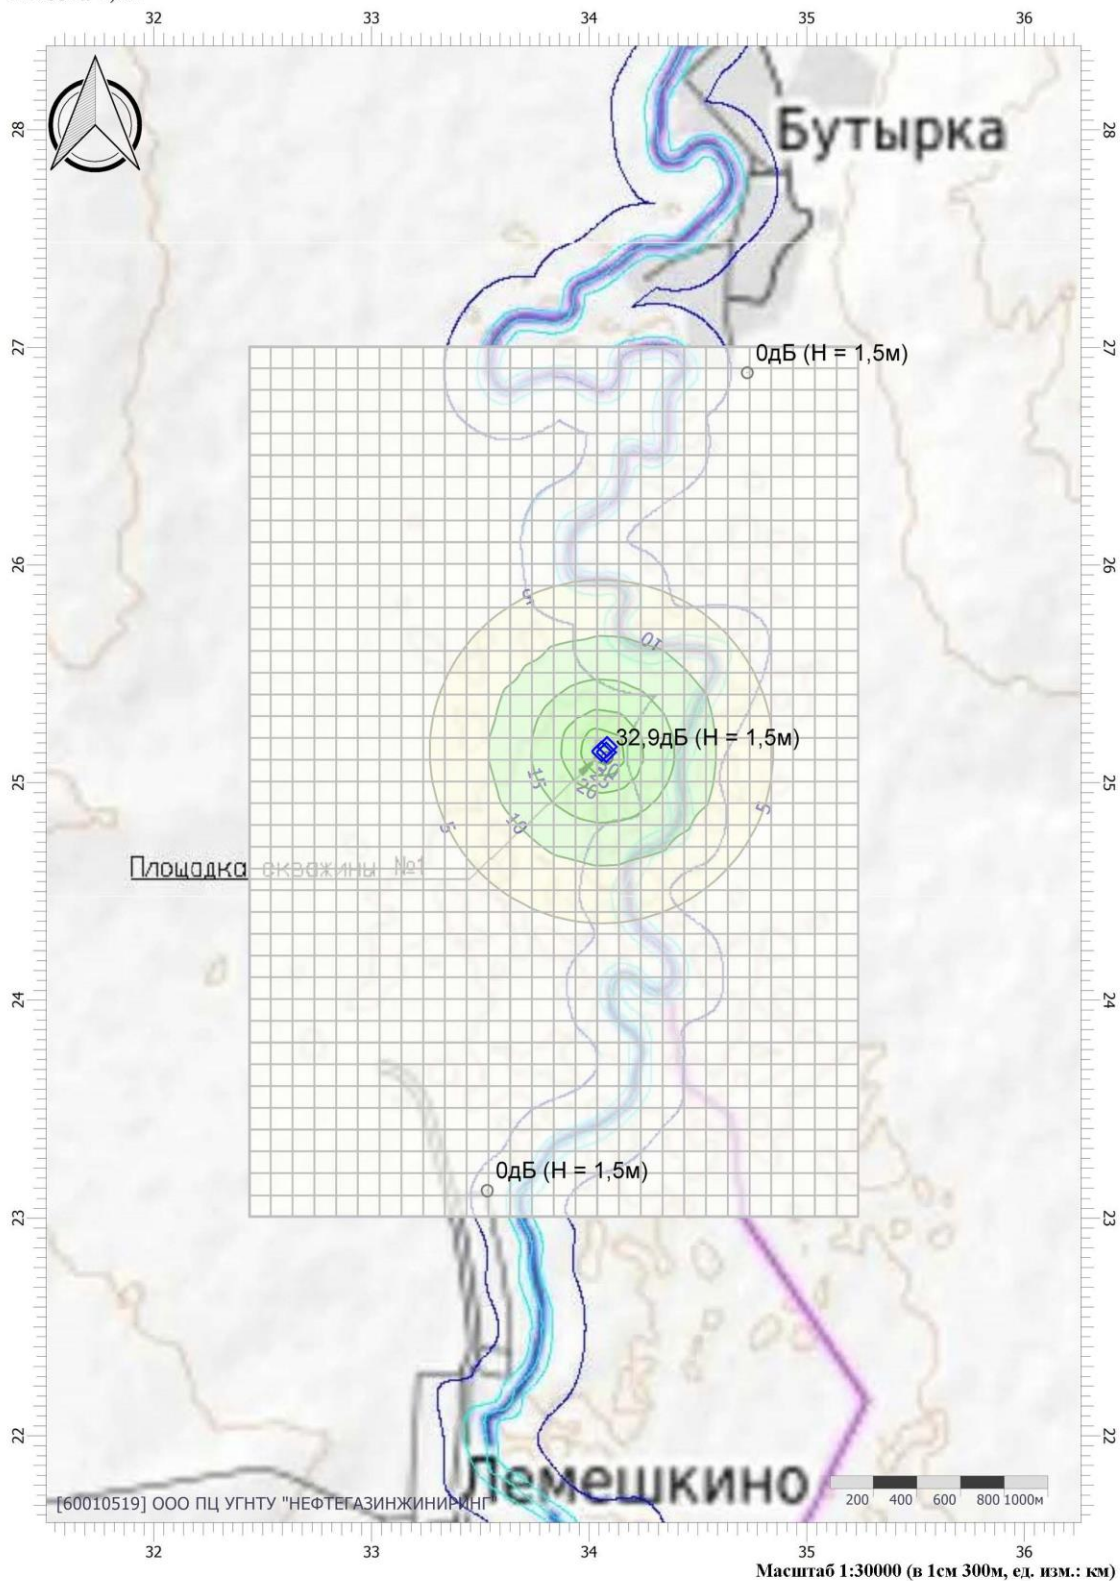 32 33 34 35 36
28 Бутырка 28
27 27
0дБ (H = 1,5м)
26 26
5
10
32,9дБ (H = 1,5м)
25 25
15
20
5 10 5
Площадка скважины №1
24 24
0дБ (H = 1,5м)
23 23
22 22
Лемешкино
200 400 600 800 1000м
[60010519] ООО ПЦ УГНТУ "НЕФТЕГАЗИНЖИНИРИНГ"
32 33 34 35 36
Масштаб 1:30000 (в 1см 300м, ед. изм.: км)